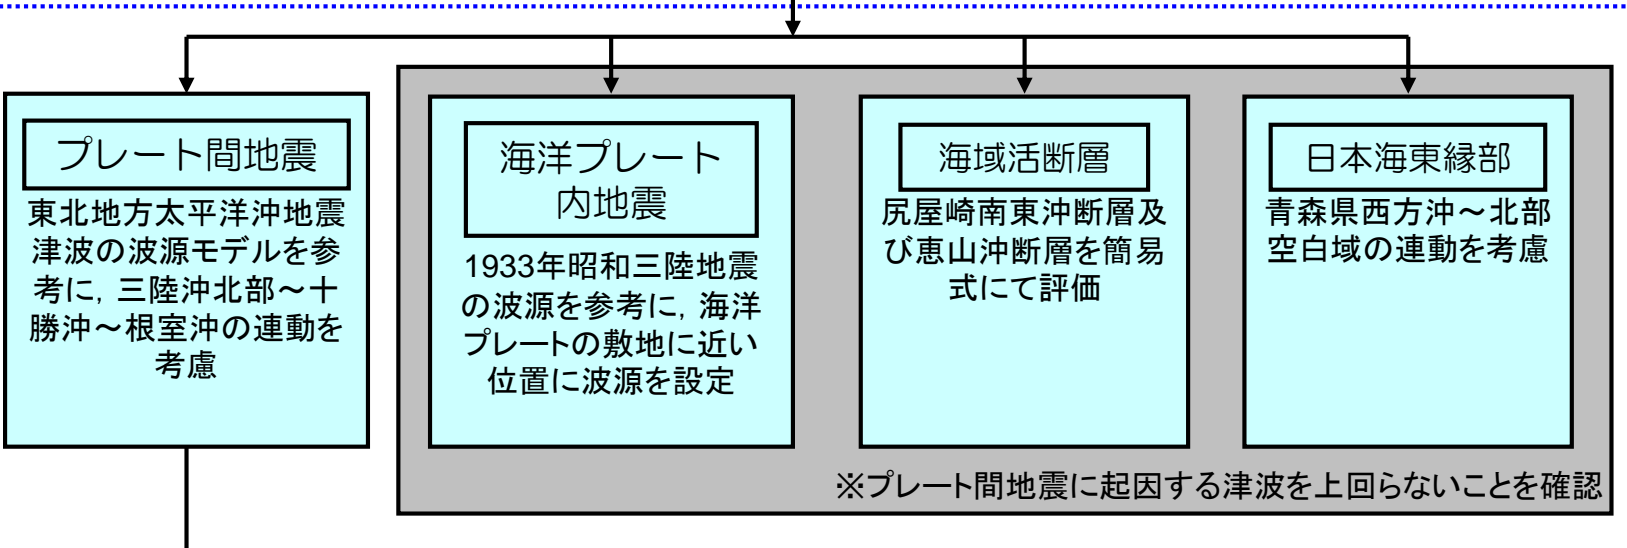 プレート間地震
東北地方太平洋沖地震
津波の波源モデルを参
考に，三陸沖北部～十
勝沖～根室沖の連動を
考慮
海洋プレート
内地震
1933年昭和三陸地震
の波源を参考に，海洋
プレートの敷地に近い
位置に波源を設定
海域活断層
尻屋崎南東沖断層及
び恵山沖断層を簡易
式にて評価
日本海東縁部
青森県西方沖～北部
空白域の連動を考慮
※プレート間地震に起因する津波を上回らないことを確認